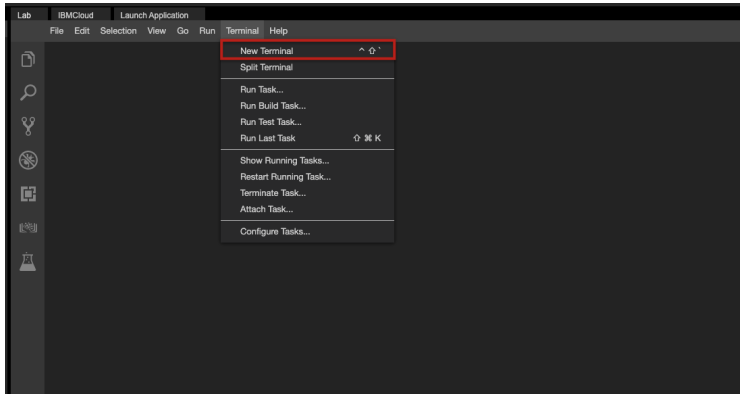 Lab IBMCloud Launch Application
File Edit Selection View Go Run Terminal Help
New Terminal ^ ⇧ `
Split Terminal
Run Task...
Run Build Task...
Run Test Task...
Run Last Task ⇧ ⌘ K
Show Running Tasks...
Restart Running Task...
Terminate Task...
Attach Task...
Configure Tasks...